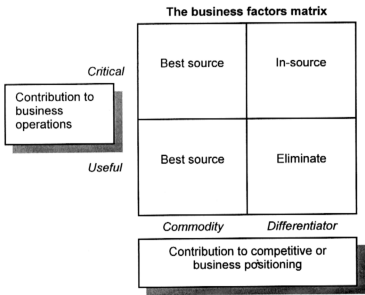 The business factors matrix
Critical
Best source
In-source
Contribution to
business
operations
Useful
Best source
Eliminate
Commodity
Differentiator
Contribution to competitive or
business positioning